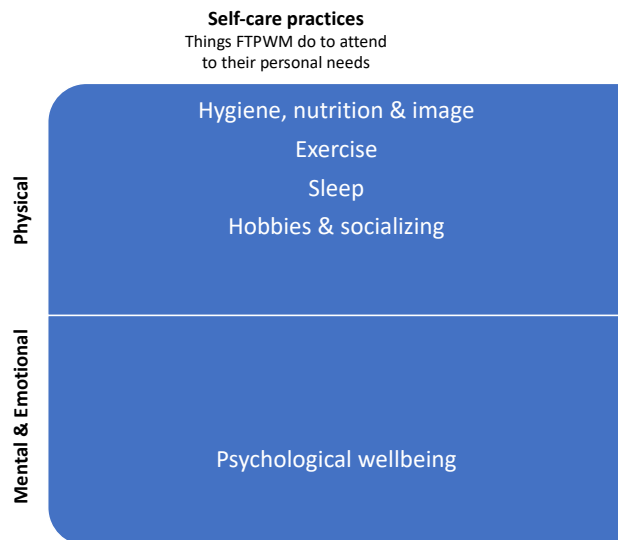 Self-care practices
Things FTPWM do to attend
to their personal needs
Physical
Hygiene, nutrition & image
Exercise
Sleep
Hobbies & socializing
Mental & Emotional
Psychological wellbeing